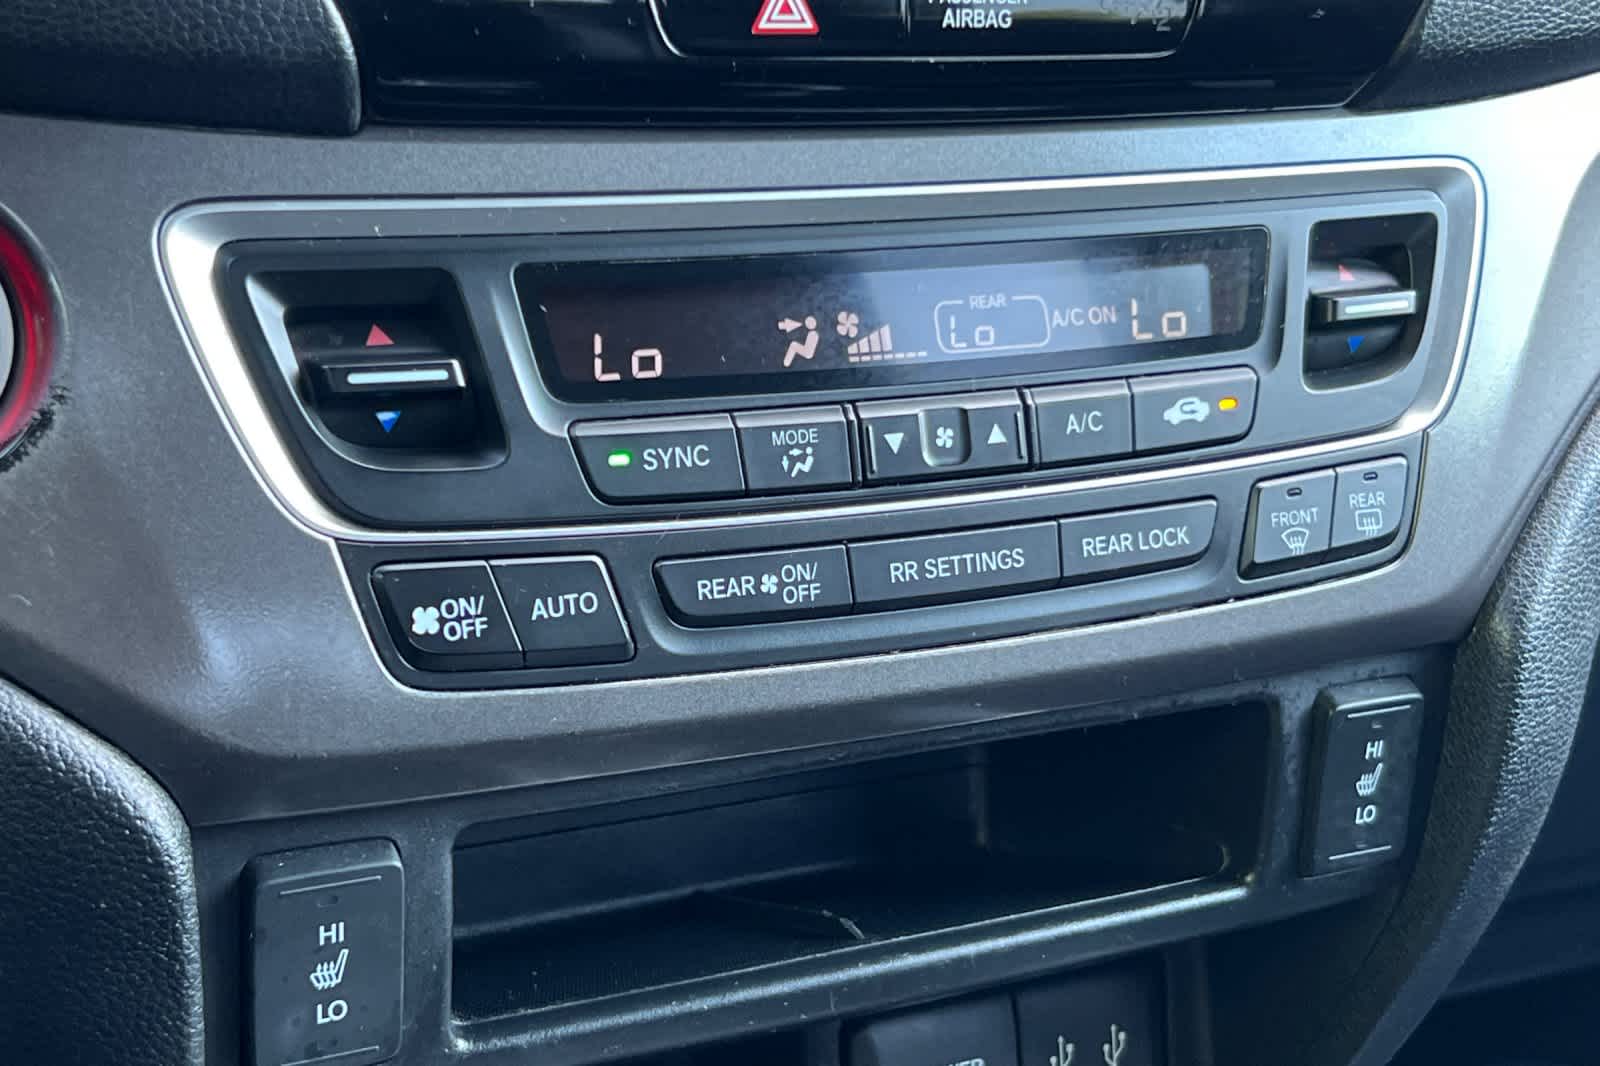 AIRBAG
2
Lo
REAR
Lo
A/C ON
Lo
SYNC
MODE
A/C
ON/
OFF
AUTO
REAR
ON/
OFF
RR SETTINGS
REAR LOCK
FRONT
REAR
HI
LO
HI
LO